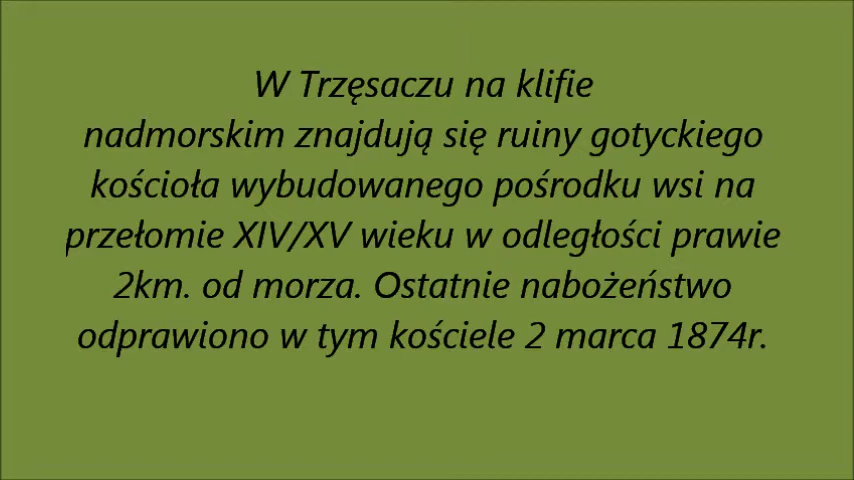 W Trzęsaczu na klifie
nadmorskim znajdują się ruiny gotyckiego
kościoła wybudowanego pośrodku wsi na
przełomie XIV/XV wieku w odległości prawie
2km. od morza. Ostatnie nabożeństwo
odprawiono w tym kościele 2 marca 1874r.